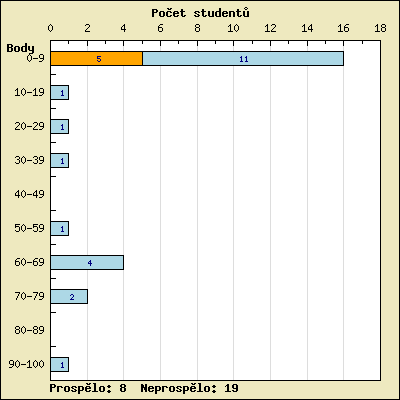 Počet studentů
0 2 4 6 8 10 12 14 16 18
Body
0-9 5 11
10-19 1
20-29 1
30-39 1
40-49
50-59 1
60-69 4
70-79 2
80-89
90-100 1
Prospělo: 8 Neprospělo: 19